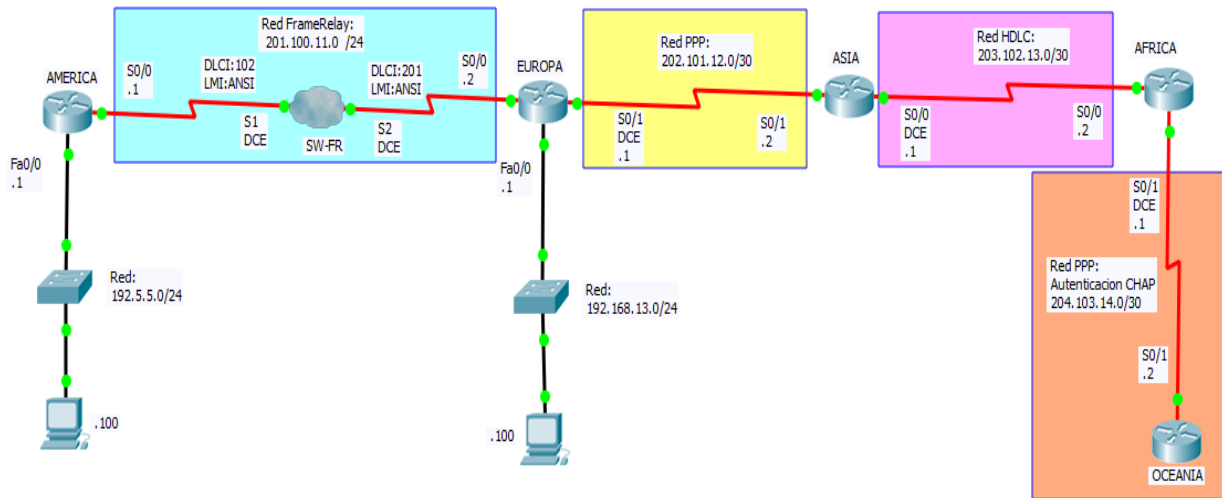 Red FrameRelay:
201.100.11.0 /24
AMERICA
S0/0
.1
DLCI:102
LMI:ANSI
DLCI:201
LMI:ANSI
S0/0
.2
EUROPA
S1
DCE
SW-FR
S2
DCE
Fa0/0
.1
Red:
192.5.5.0/24
.100
Fa0/0
.1
Red:
192.168.13.0/24
.100
Red PPP:
202.101.12.0/30
S0/1
DCE
.1
S0/1
.2
ASIA
Red HDLC:
203.102.13.0/30
S0/0
DCE
.1
S0/0
.2
AFRICA
S0/1
DCE
.1
Red PPP:
Autenticacion CHAP
204.103.14.0/30
S0/1
.2
OCEANIA